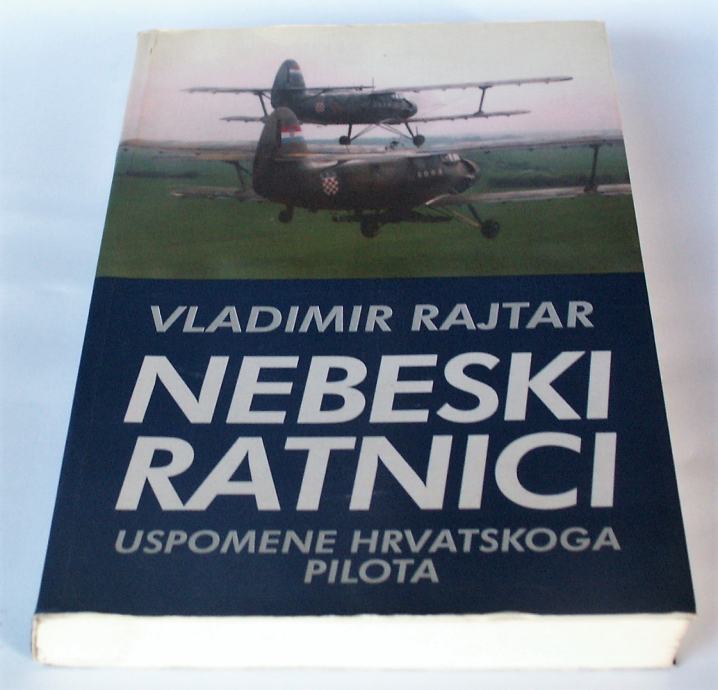 VLADIMIR RAJTAR
NEBESKI
RATNICI
USPOMENE HRVATSKOGA
PILOTA